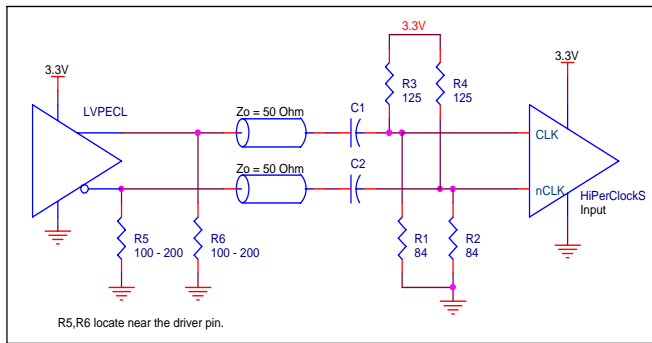 3.3V
3.3V
3.3V
LVPECL
R3
125
R4
125
Zo = 50 Ohm
C1
CLK
Zo = 50 Ohm
C2
nCLK
HiPerClockS
Input
R5
100 - 200
R6
100 - 200
R1
84
R2
84
R5,R6 locate near the driver pin.